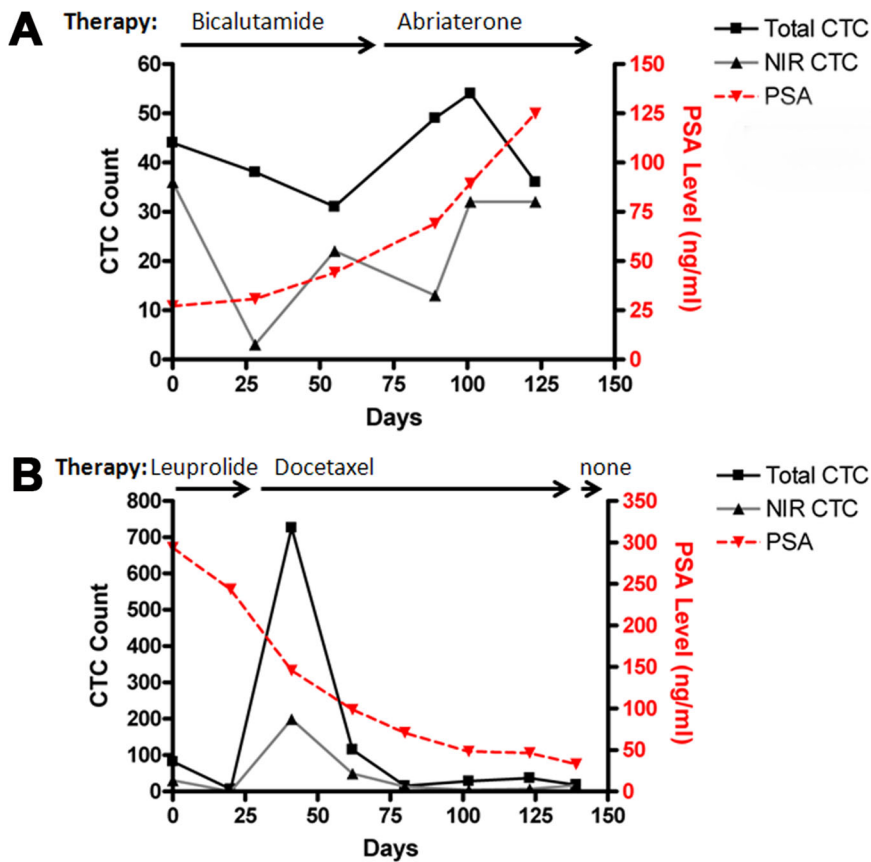 A
Therapy: Bicalutamide Abriaterone
Total CTC
NIR CTC
PSA
60
50
40
30
20
10
0
CTC Count
150
125
100
75
50
25
0
PSA Level (ng/ml)
0 25 50 75 100 125 150
Days
B
Therapy: Leuprolide Docetaxel none
Total CTC
NIR CTC
PSA
800
700
600
500
400
300
200
100
0
CTC Count
350
300
250
200
150
100
50
0
PSA Level (ng/ml)
0 25 50 75 100 125 150
Days